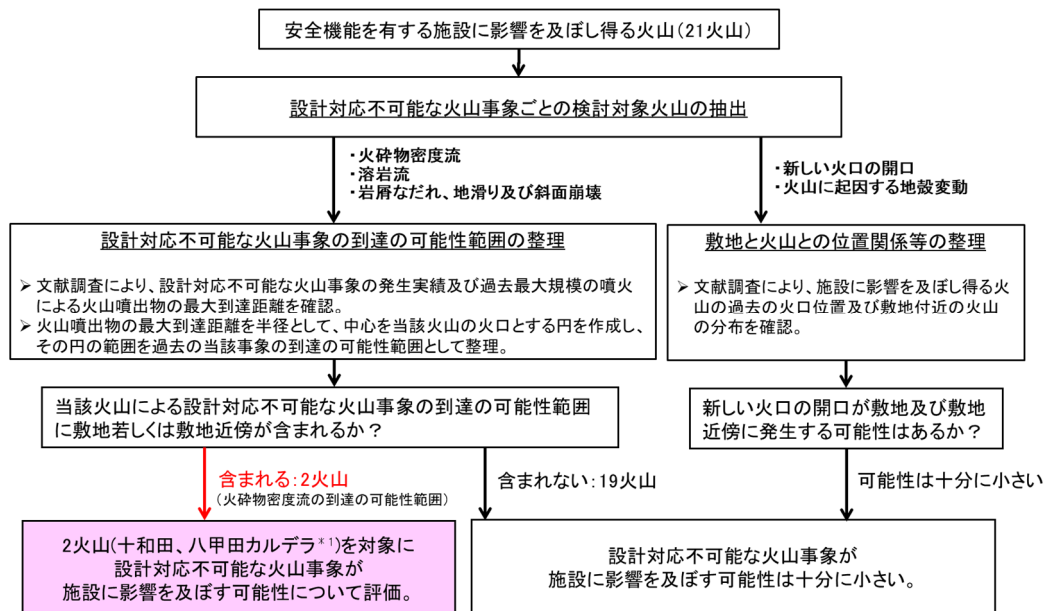 安全機能を有する施設に影響を及ぼし得る火山(21火山)
設計対応不可能な火山事象ごとの検討対象火山の抽出
・火砕物密度流
・溶岩流
・岩屑なだれ、地滑り及び斜面崩壊
・新しい火口の開口
・火山に起因する地殻変動
設計対応不可能な火山事象の到達の可能性範囲の整理
➢ 文献調査により、設計対応不可能な火山事象の発生実績及び過去最大規模の噴火
による火山噴出物の最大到達距離を確認。
➢ 火山噴出物の最大到達距離を半径として、中心を当該火山の火口とする円を作成し、
その円の範囲を過去の当該事象の到達の可能性範囲として整理。
敷地と火山との位置関係等の整理
➢ 文献調査により、施設に影響を及ぼし得る火
山の過去の火口位置及び敷地付近の火山
の分布を確認。
当該火山による設計対応不可能な火山事象の到達の可能性範囲
に敷地若しくは敷地近傍が含まれるか?
新しい火口の開口が敷地及び敷地
近傍に発生する可能性はあるか?
含まれる:2火山
(火砕物密度流の到達の可能性範囲)
含まれない:19火山
可能性は十分に小さい
2火山(十和田、八甲田カルデラ*1)を対象に
設計対応不可能な火山事象が
施設に影響を及ぼす可能性について評価。
設計対応不可能な火山事象が
施設に影響を及ぼす可能性は十分に小さい。